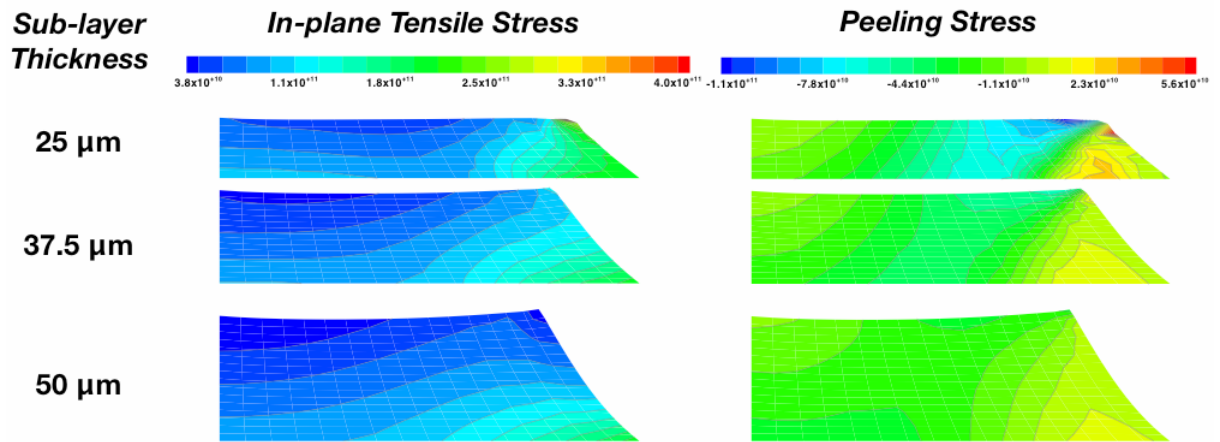 Sub-layer
Thickness
In-plane Tensile Stress
Peeling Stress
3.8x10⁺¹⁰ 1.1x10⁺¹¹ 1.8x10⁺¹¹ 2.5x10⁺¹¹ 3.3x10⁺¹¹ 4.0x10⁺¹¹
-1.1x10⁺¹¹ -7.8x10⁺¹⁰ -4.4x10⁺¹⁰ -1.1x10⁺¹⁰ 2.3x10⁺¹⁰ 5.6x10⁺¹⁰
25 μm
37.5 μm
50 μm